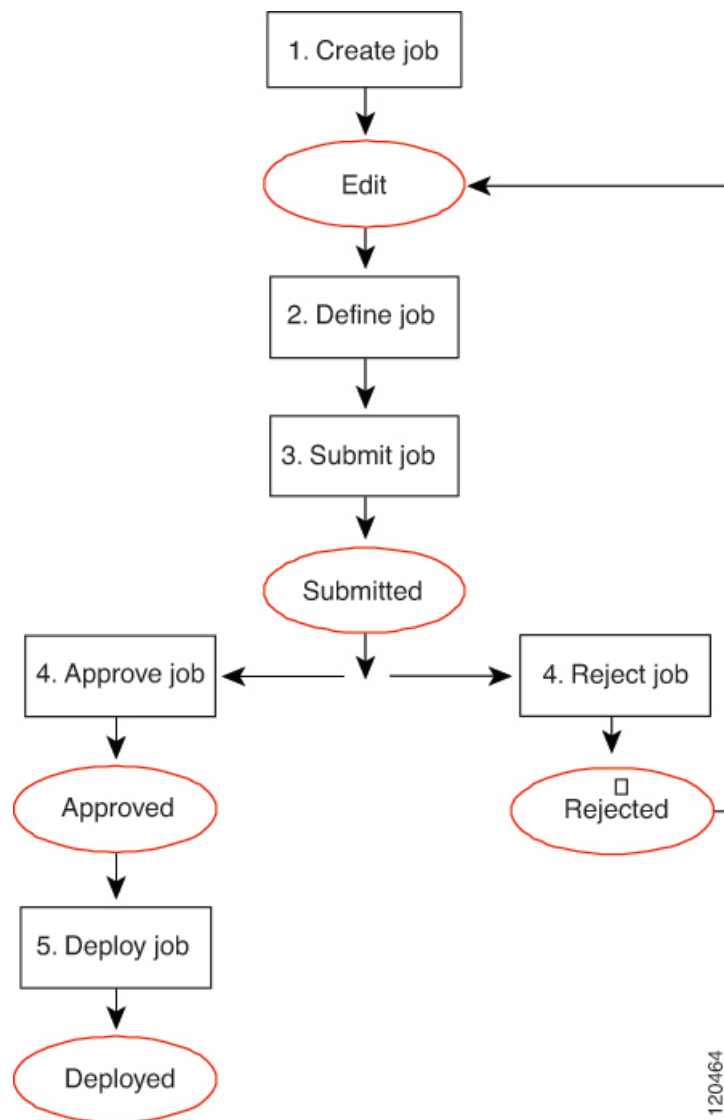 1. Create job
Edit
2. Define job
3. Submit job
Submitted
4. Approve job
4. Reject job
Approved
Rejected
5. Deploy job
Deployed
120464